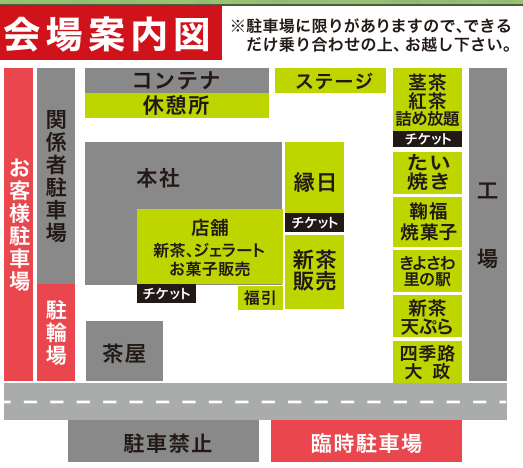 会場案内図
※駐車場に限りがありますので、できる
だけ乗り合わせの上、お越し下さい。
お客様駐車場
関係者駐車場
駐輪場
コンテナ
休憩所
ステージ
本社
店舗
新茶、ジェラート
お菓子販売
チケット
福引
縁日
チケット
新茶
販売
茶屋
茎茶
紅茶
詰め放題
チケット
たい
焼き
鞠福
焼菓子
きよさわ
里の駅
新茶
天ぷら
四季路
大政
工場
駐車禁止
臨時駐車場